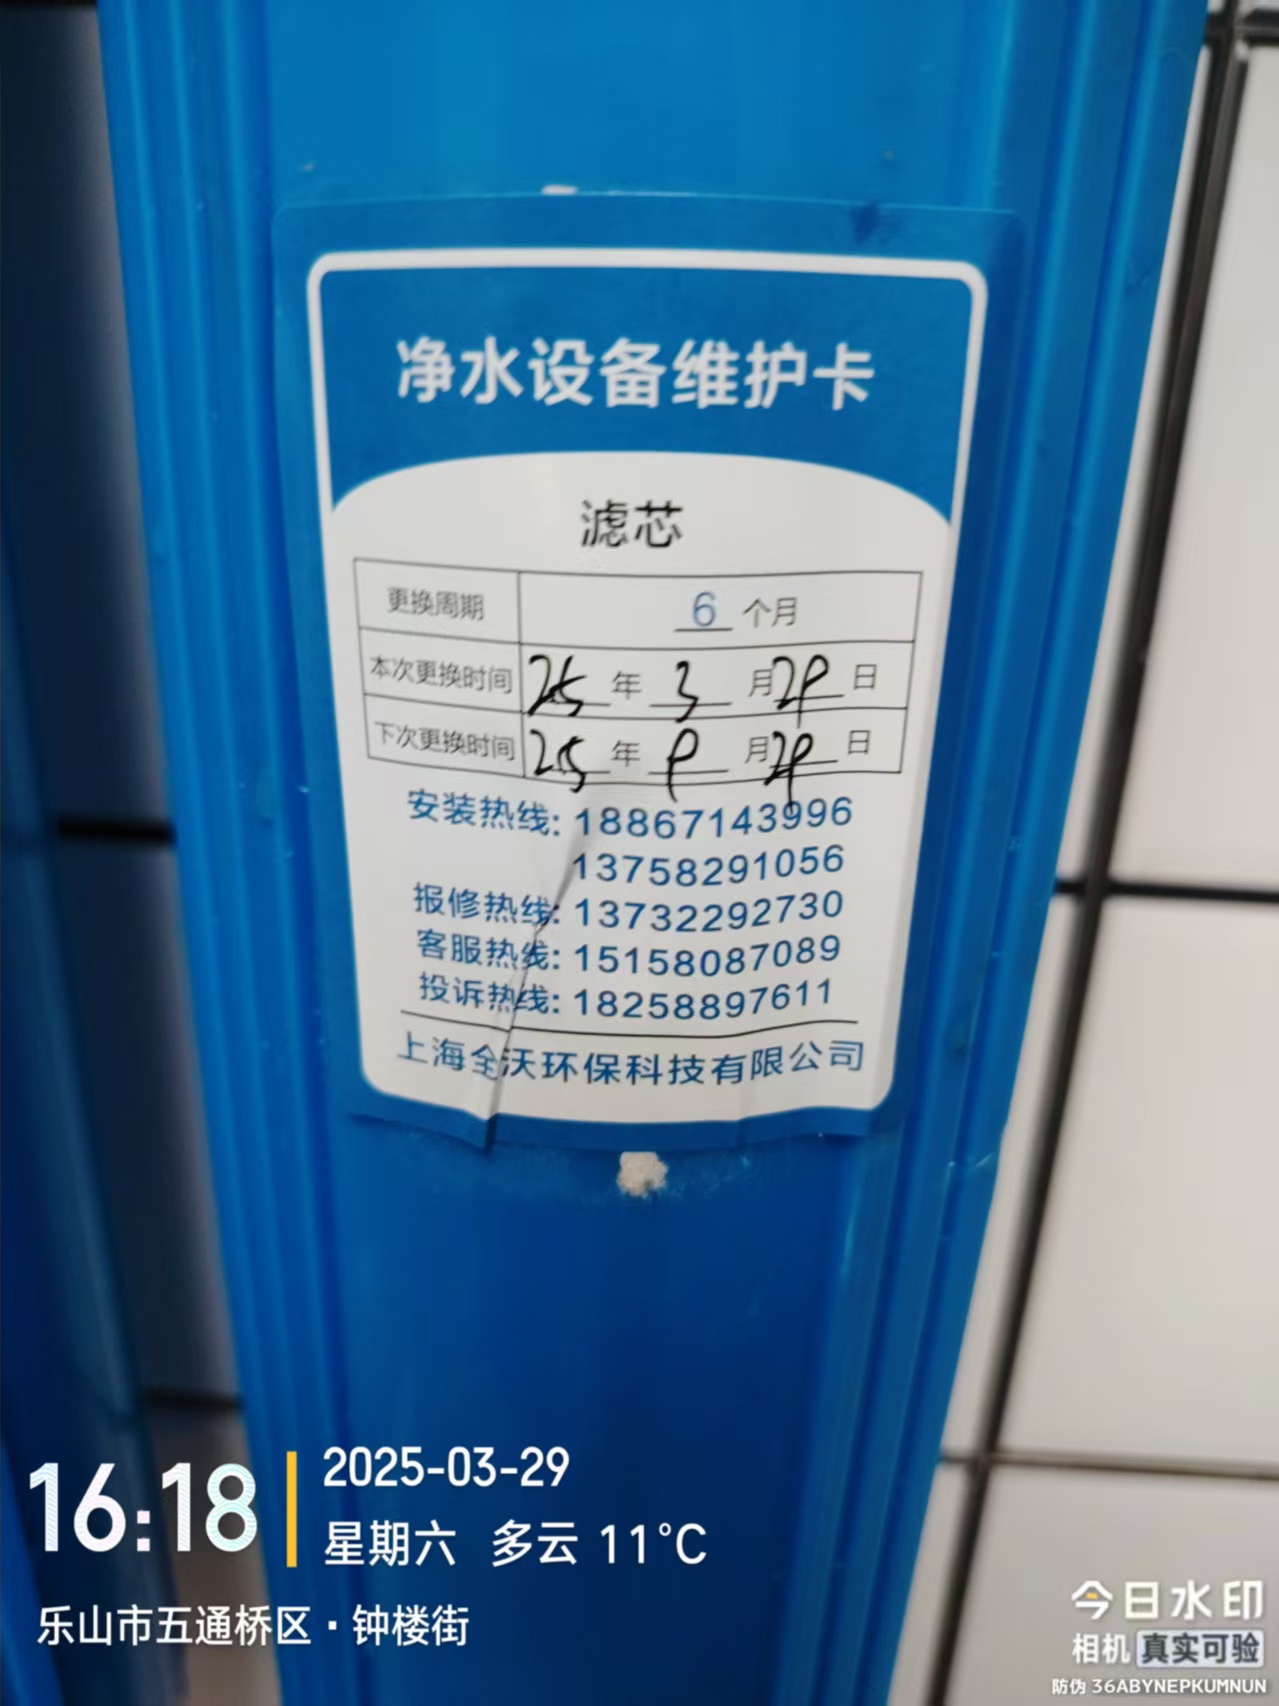 净水设备维护卡
滤芯
更换周期 6 个月
本次更换时间 25 年 3 月 29 日
下次更换时间 25 年 9 月 29 日
安装热线: 18867143996
13758291056
报修热线: 13732292730
客服热线: 15158087089
投诉热线: 18258897611
上海全沃环保科技有限公司
16:18
2025-03-29
星期六 多云 11°C
乐山市五通桥区·钟楼街
今日水印
相机 真实可验
防伪 36ABYNEPKUMNUN